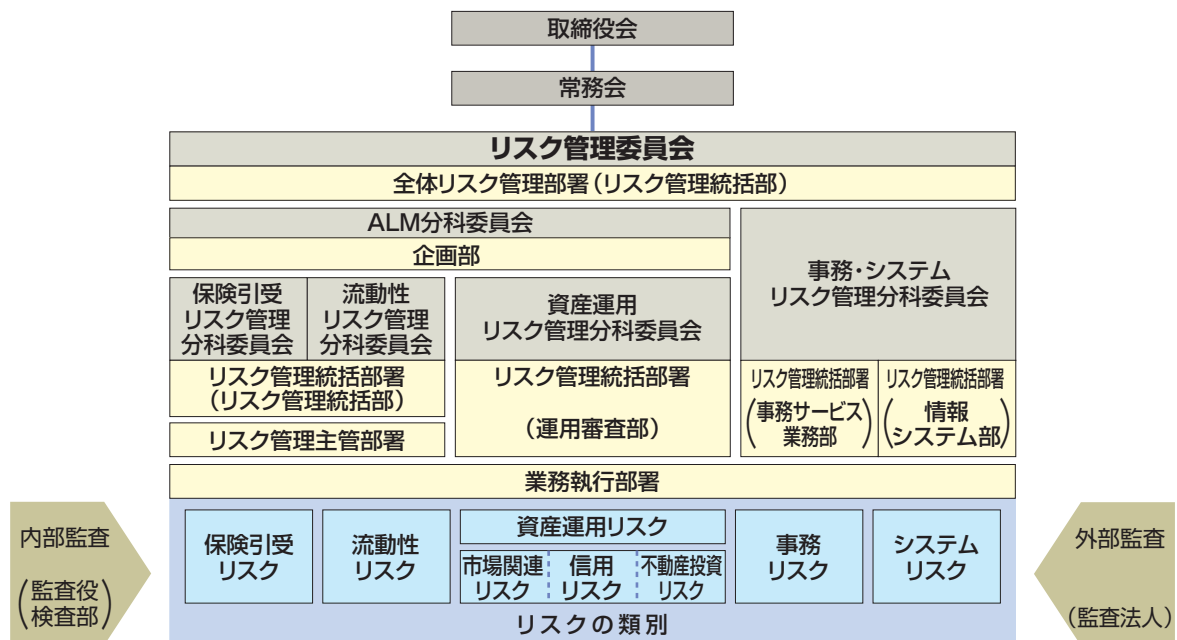 取締役会
常務会
リスク管理委員会
全体リスク管理部署(リスク管理統括部)
ALM分科委員会
企画部
保険引受
リスク管理
分科委員会
流動性
リスク管理
分科委員会
資産運用
リスク管理分科委員会
事務・システム
リスク管理分科委員会
リスク管理統括部署
(リスク管理統括部)
リスク管理主管部署
リスク管理統括部署
(運用審査部)
リスク管理統括部署
(事務サービス
業務部)
リスク管理統括部署
(情報
システム部)
業務執行部署
内部監査
(監査役
検査部)
保険引受
リスク
流動性
リスク
資産運用リスク
市場関連
リスク
信用
リスク
不動産投資
リスク
事務
リスク
システム
リスク
リスクの類別
外部監査
(監査法人)